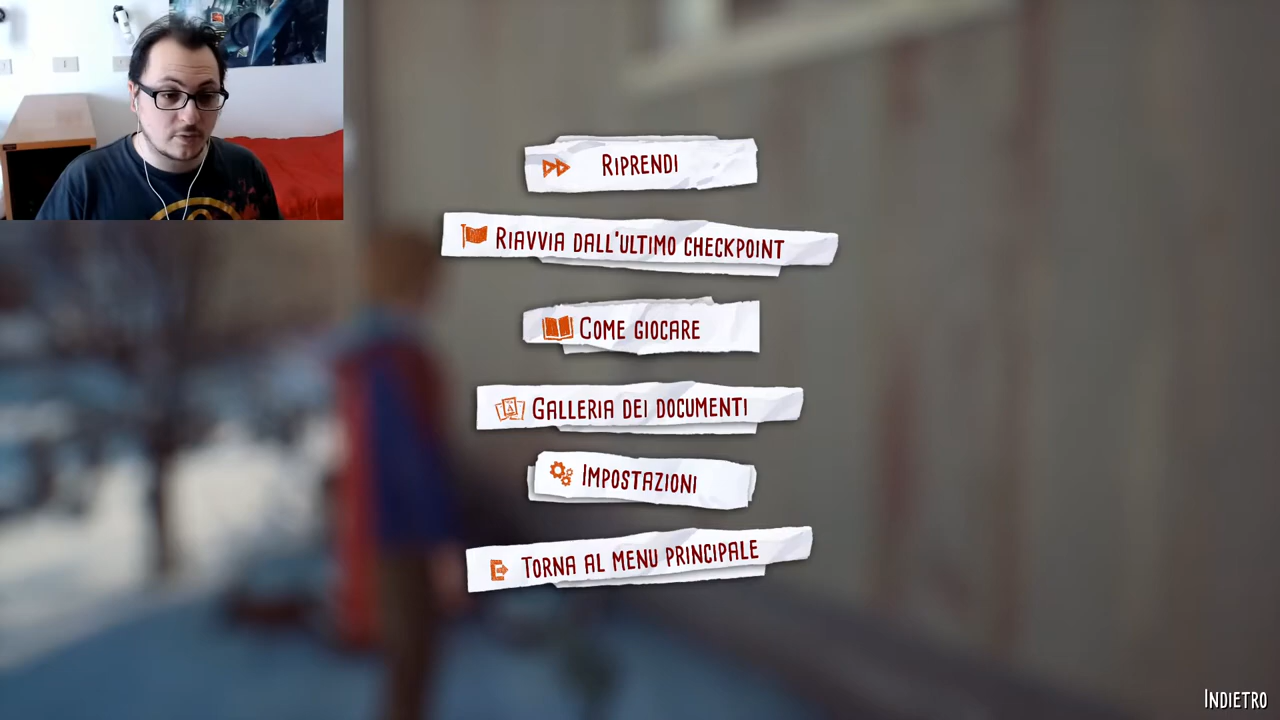 Riprendi
Riavvia dall'ultimo checkpoint
Come giocare
Galleria dei documenti
Impostazioni
Torna al menu principale
Indietro